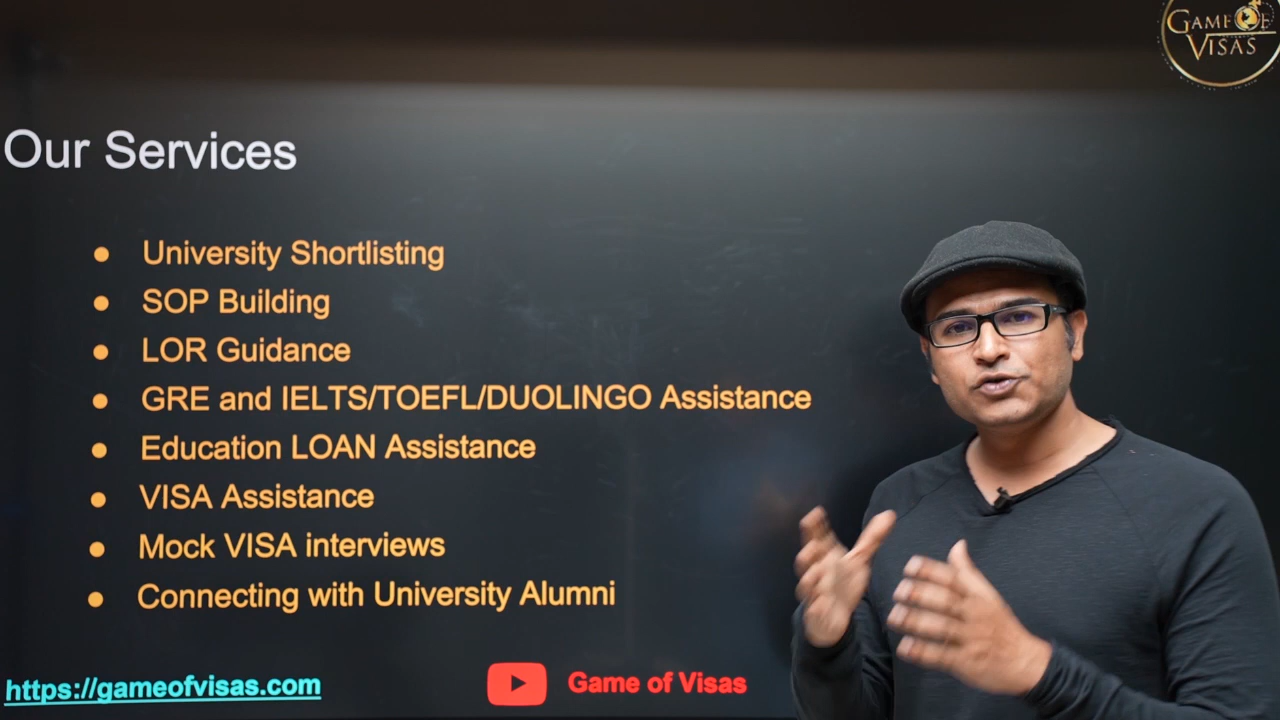 GAME OF
VISAS
Our Services
University Shortlisting
SOP Building
LOR Guidance
GRE and IELTS/TOEFL/DUOLINGO Assistance
Education LOAN Assistance
VISA Assistance
Mock VISA interviews
Connecting with University Alumni
https://gameofvisas.com
Game of Visas